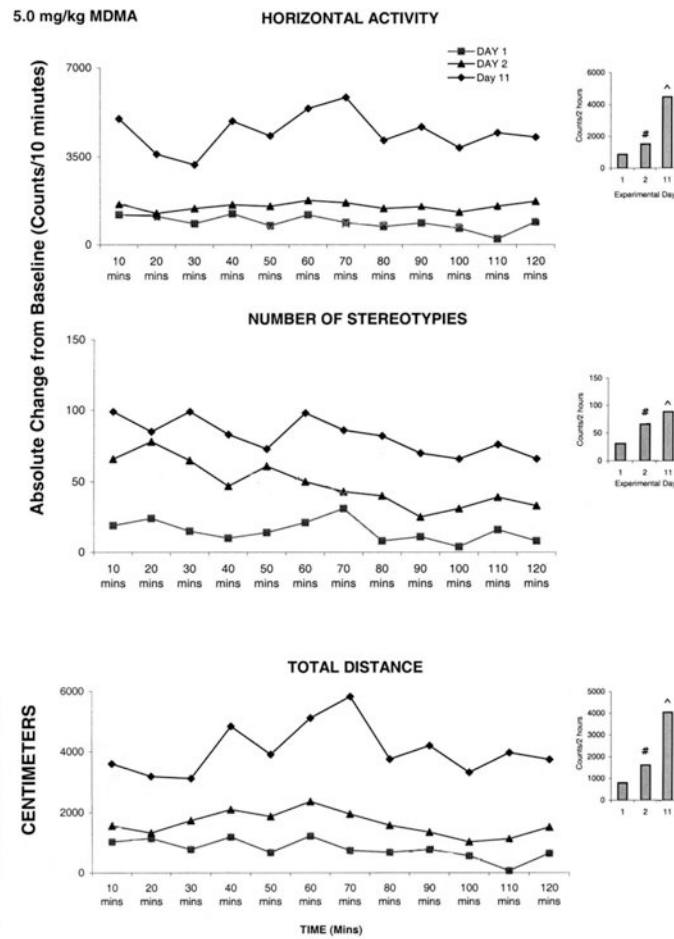 5.0 mg/kg MDMA
HORIZONTAL ACTIVITY
Absolute Change from Baseline (Counts/10 minutes)
DAY 1
DAY 2
Day 11
7000
3500
0
10 20 30 40 50 60 70 80 90 100 110 120
mins mins mins mins mins mins mins mins mins mins mins mins
Counts/2 hours
6000
4000
2000
0
#
^
1 2 11
Experimental Day
NUMBER OF STEREOTYPIES
150
100
50
0
10 20 30 40 50 60 70 80 90 100 110 120
mins mins mins mins mins mins mins mins mins mins mins mins
Counts/2 hours
150
100
50
0
#
^
1 2 11
Experimental Day
TOTAL DISTANCE
CENTIMETERS
6000
4000
2000
0
10 20 30 40 50 60 70 80 90 100 110 120
mins mins mins mins mins mins mins mins mins mins mins mins
TIME (Mins)
Counts/2 hours
5000
4000
3000
2000
1000
0
#
^
1 2 11